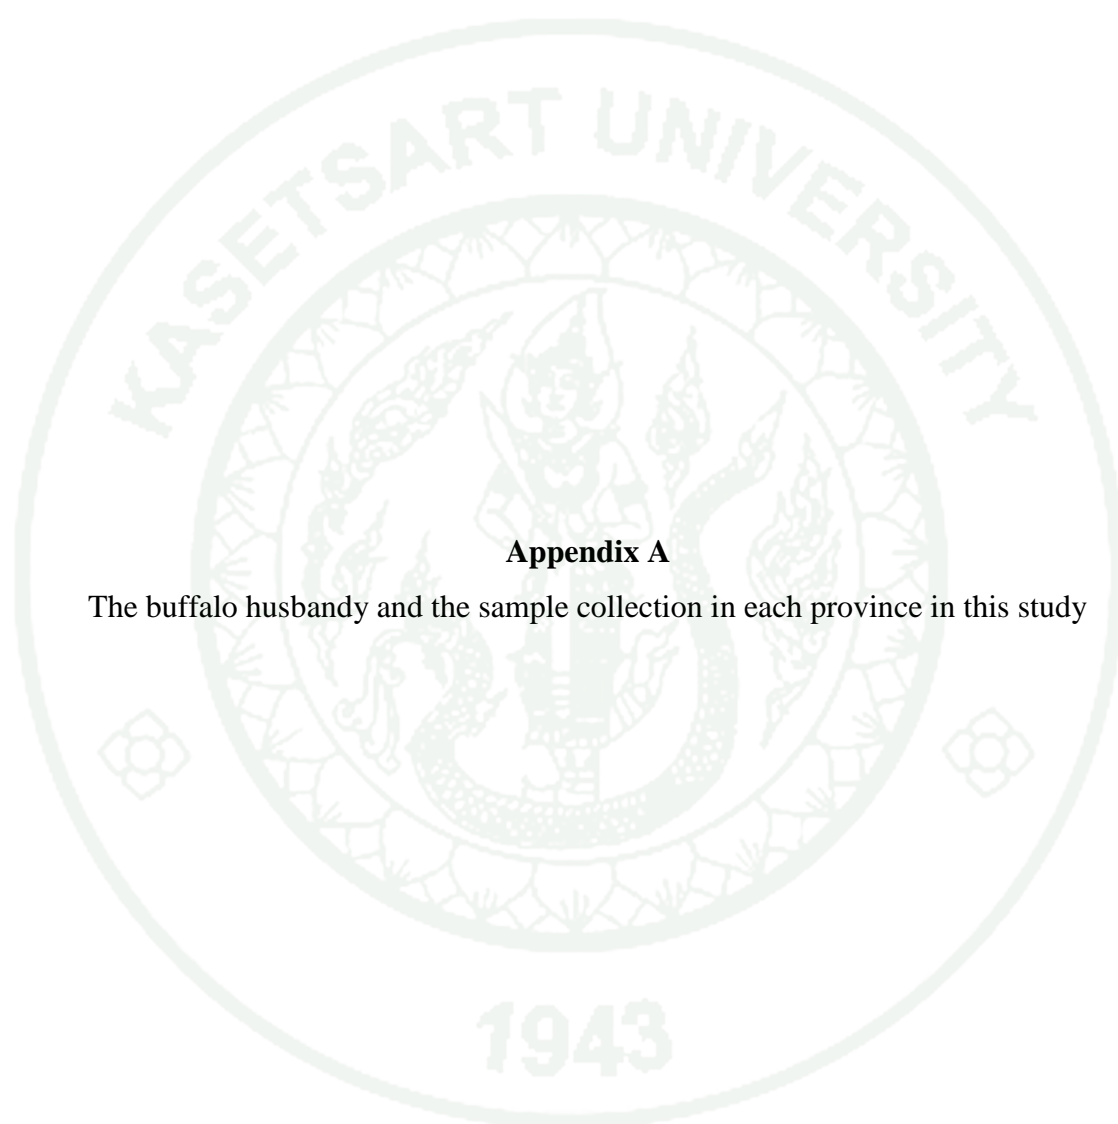 KASETSART UNIVERSITY
Appendix A
The buffalo husbandy and the sample collection in each province in this study
1943